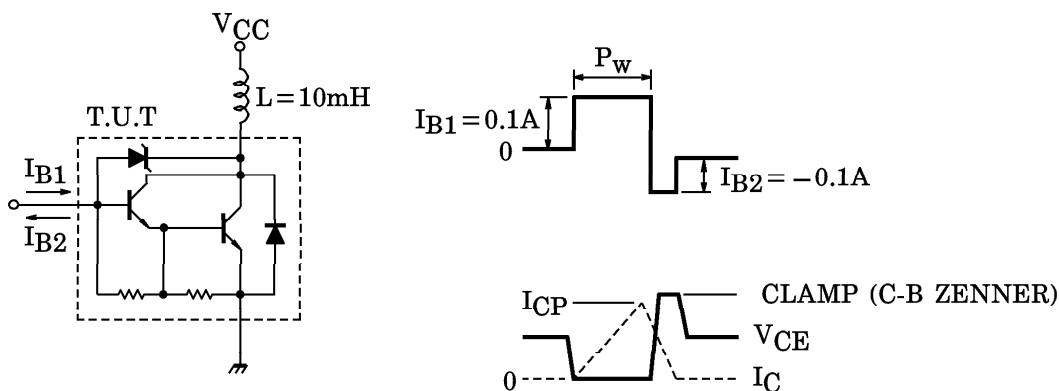 VCC
L=10mH
T.U.T
IB1
IB2
PW
IB1=0.1A
0
IB2=−0.1A
ICP
CLAMP (C-B ZENNER)
VCE
0
IC